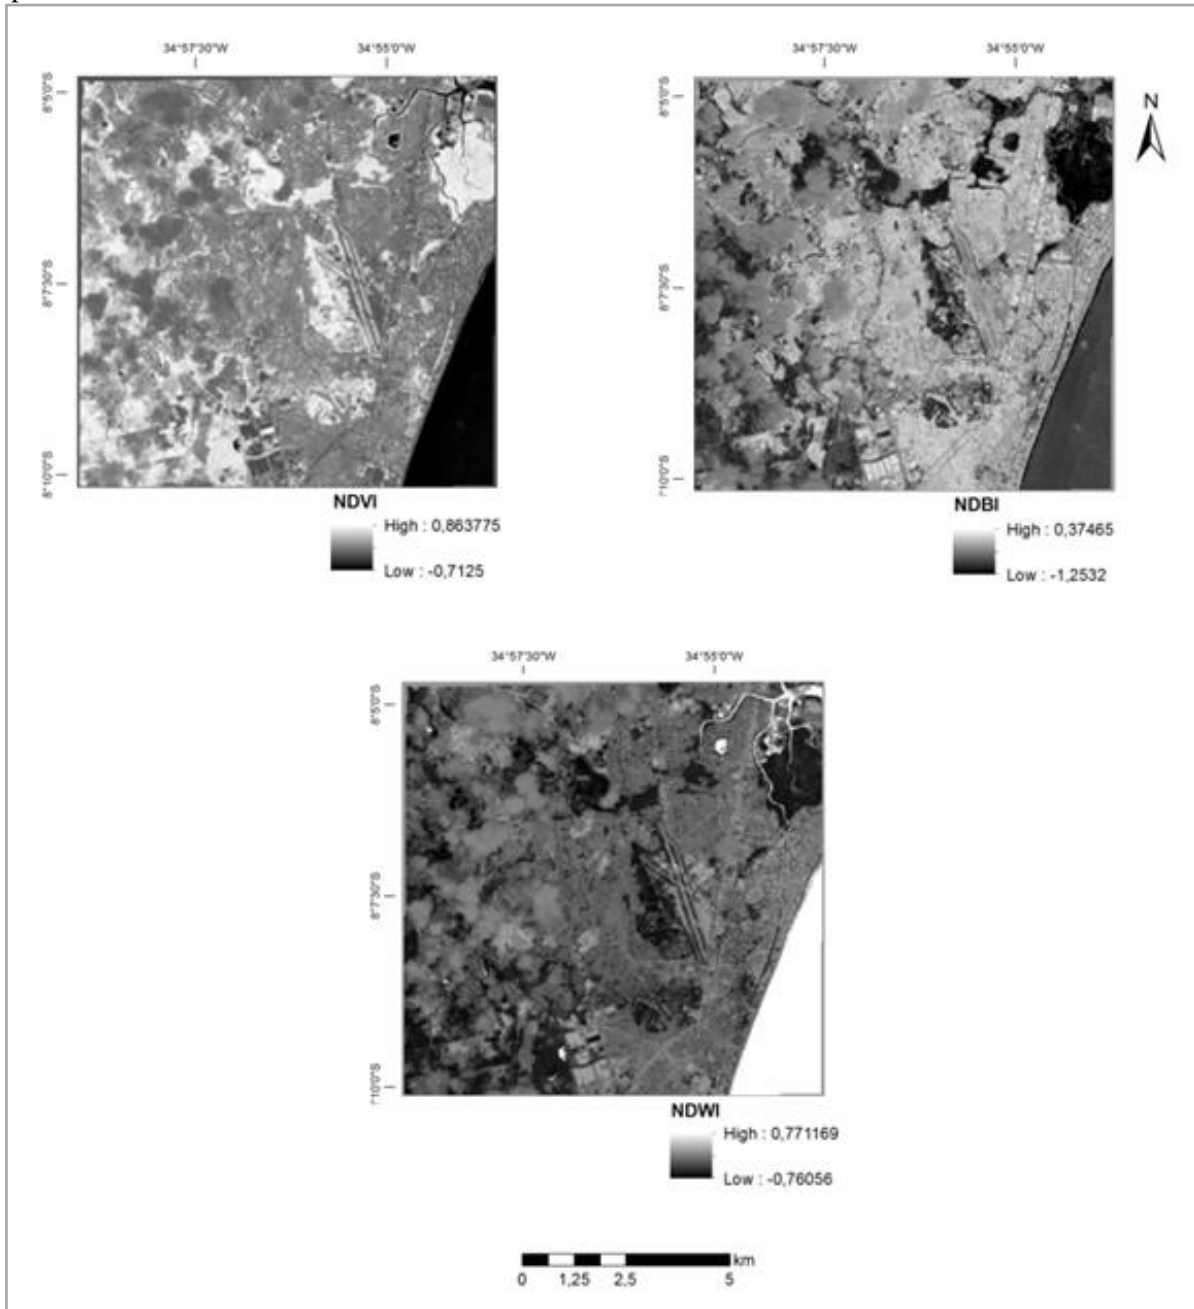 34°57'30"W 34°55'0"W
34°57'30"W 34°55'0"W
8°5'0"S
8°5'0"S
N
8°7'30"S
8°7'30"S
8°10'0"S
°10'0"S
NDVI
High : 0,863775
Low : -0,7125
NDBI
High : 0,37465
Low : -1,2532
34°57'30"W 34°55'0"W
8°5'0"S
8°7'30"S
°10'0"S
NDWI
High : 0,771169
Low : -0,76056
km
0 1,25 2,5 5